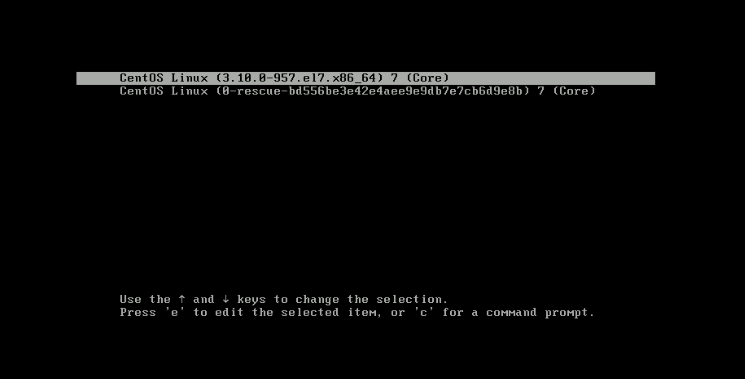 CentOS Linux (3.10.0-957.el7.x86_64) 7 (Core)
CentOS Linux (0-rescue-bd556be3e42e4aee9e9db7e7cb6d9e8b) 7 (Core)
Use the ↑ and ↓ keys to change the selection.
Press 'e' to edit the selected item, or 'c' for a command prompt.